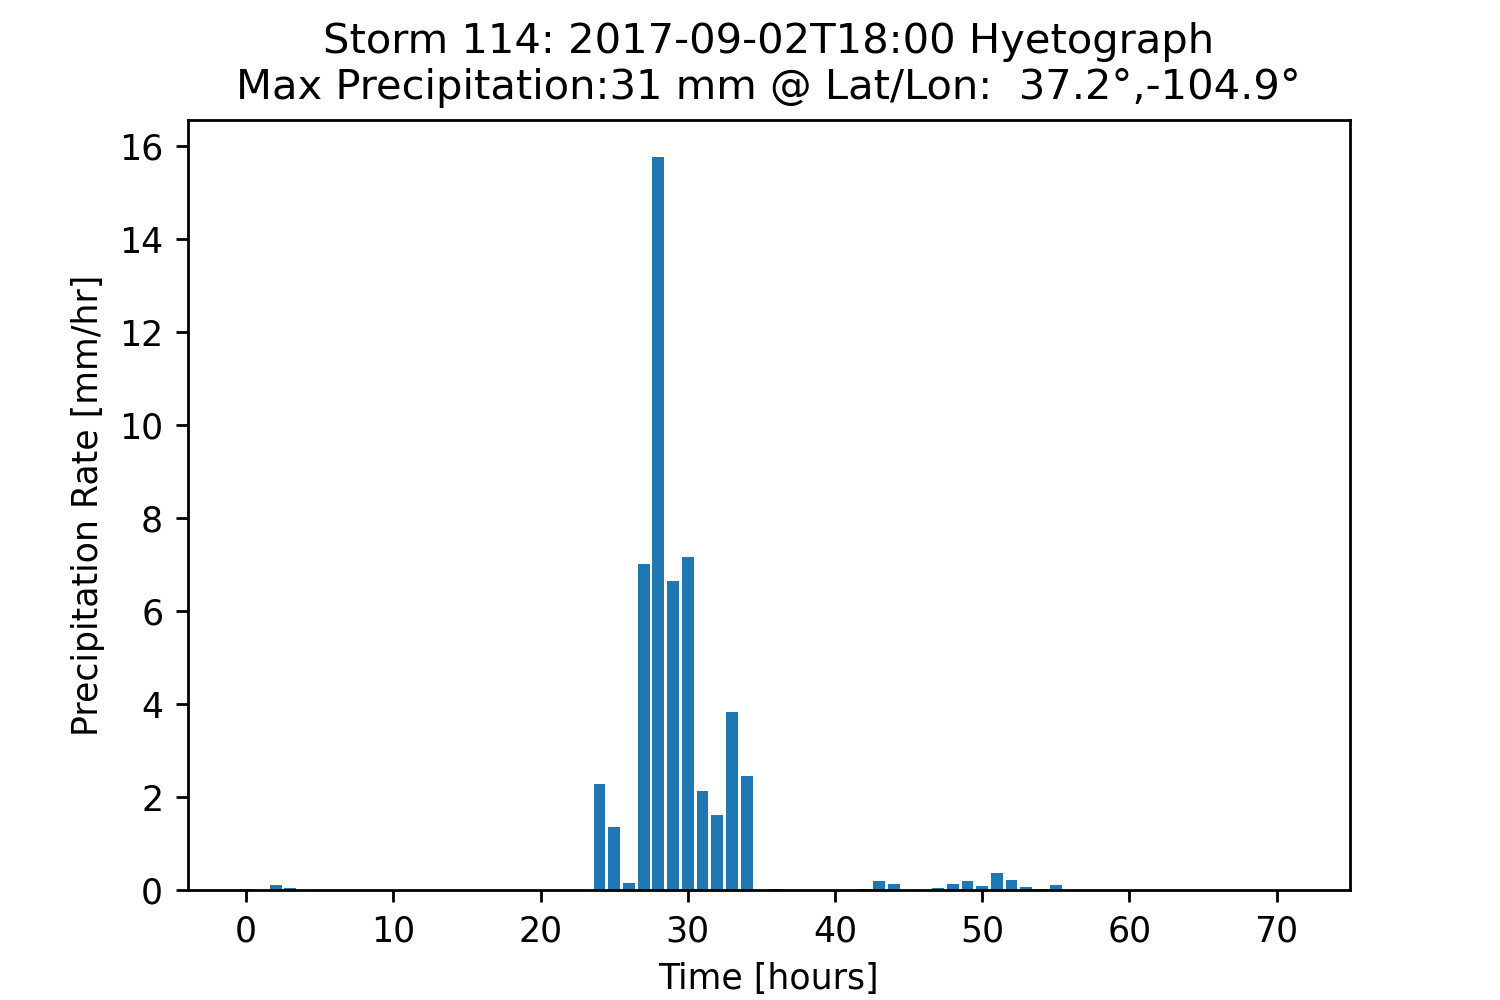 Storm 114: 2017-09-02T18:00 Hyetograph
Max Precipitation:31 mm @ Lat/Lon:  37.2°,-104.9°
16
14
12
10
8
6
4
2
0
Precipitation Rate [mm/hr]
0 10 20 30 40 50 60 70
Time [hours]